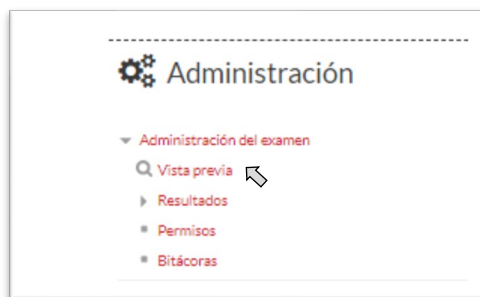 Administración
Administración del examen
Vista previa
Resultados
Permisos
Bitácoras